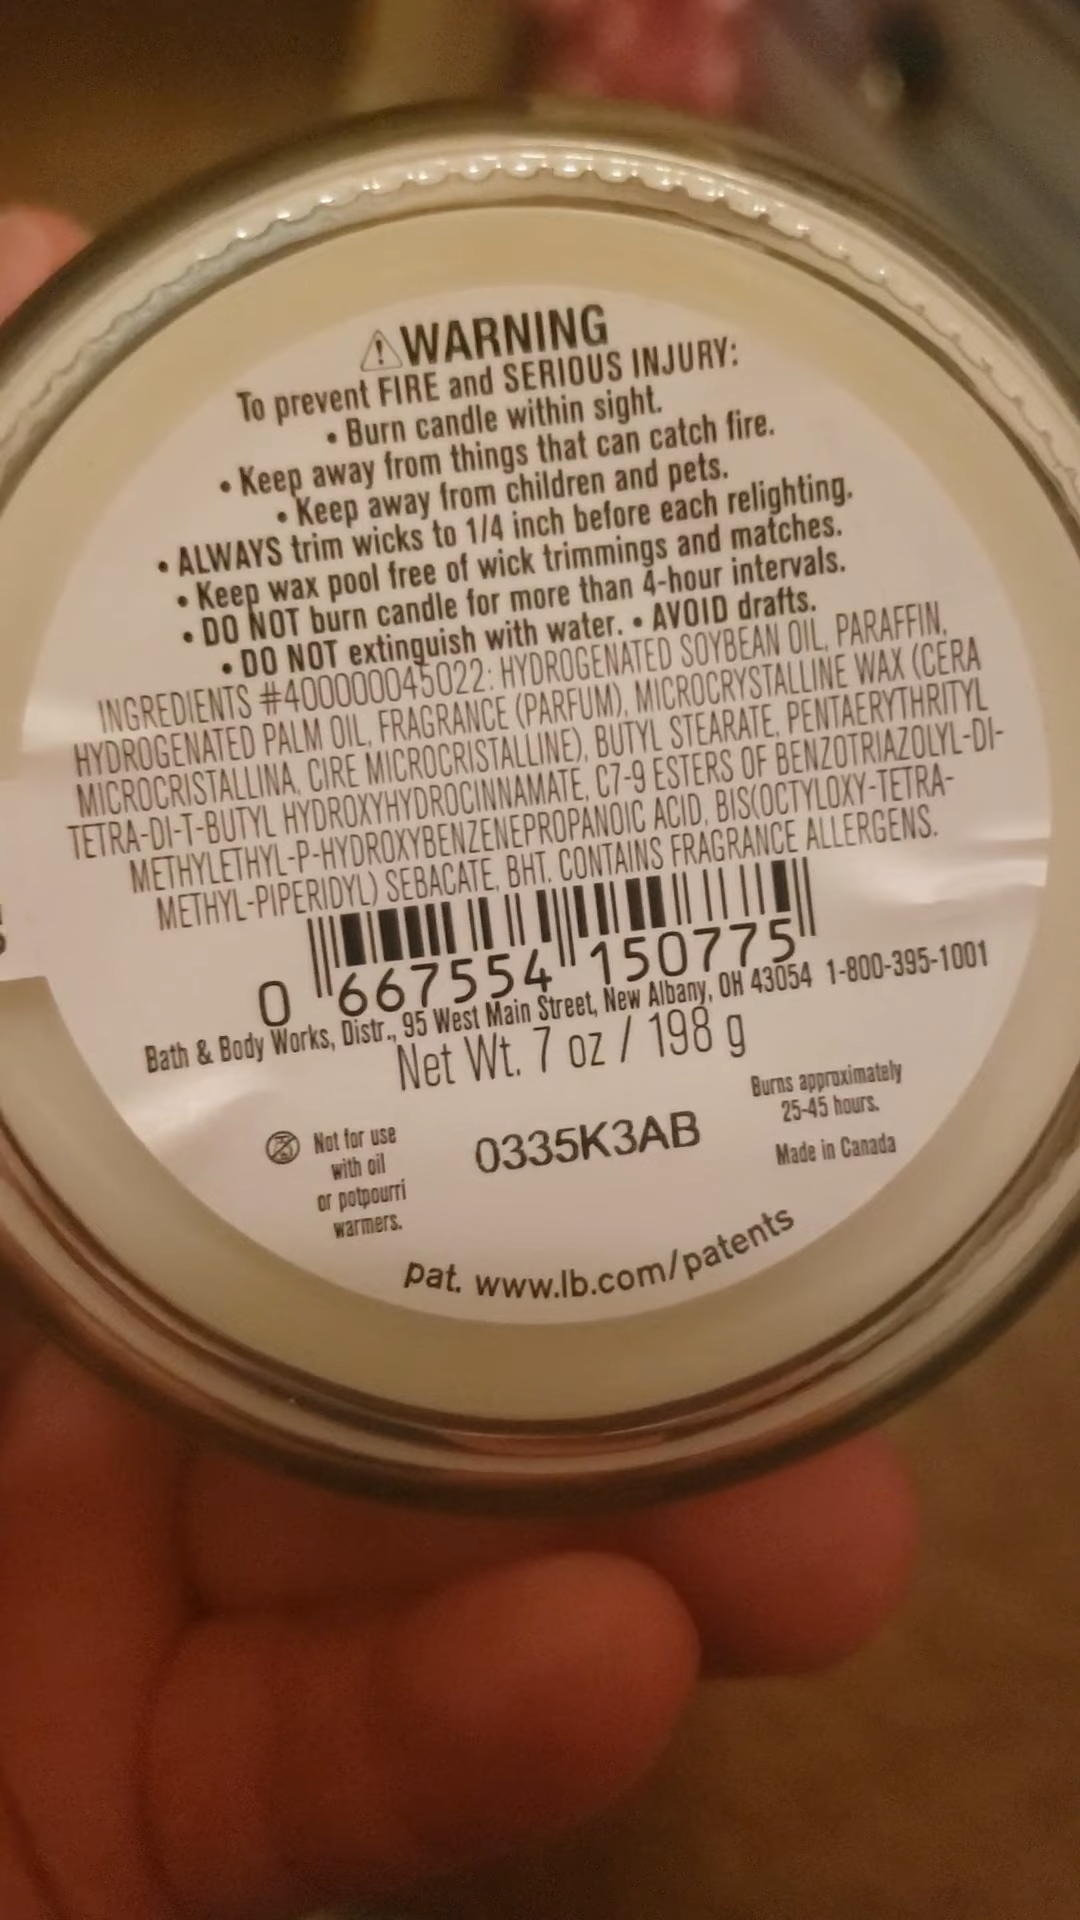 ⚠WARNING
To prevent FIRE and SERIOUS INJURY:
• Burn candle within sight.
• Keep away from things that can catch fire.
• Keep away from children and pets.
• ALWAYS trim wicks to 1/4 inch before each relighting.
• Keep wax pool free of wick trimmings and matches.
• DO NOT burn candle for more than 4-hour intervals.
• DO NOT extinguish with water. • AVOID drafts.
INGREDIENTS #400000045022: HYDROGENATED SOYBEAN OIL, PARAFFIN,
HYDROGENATED PALM OIL, FRAGRANCE (PARFUM), MICROCRYSTALLINE WAX (CERA
MICROCRISTALLINA, CIRE MICROCRISTALLINE), BUTYL STEARATE, PENTAERYTHRITYL
TETRA-DI-T-BUTYL HYDROXYHYDROCINNAMATE, C7-9 ESTERS OF BENZOTRIAZOLYL-DI-
METHYLETHYL-P-HYDROXYBENZENEPROPANOIC ACID, BIS(OCTYLOXY-TETRA-
METHYL-PIPERIDYL) SEBACATE, BHT. CONTAINS FRAGRANCE ALLERGENS.
0 667554 150775
Bath & Body Works, Distr., 95 West Main Street, New Albany, OH 43054 1-800-395-1001
Net Wt. 7 oz / 198 g
Not for use
with oil
or potpourri
warmers.
0335K3AB
Burns approximately
25-45 hours.
Made in Canada
pat. www.lb.com/patents